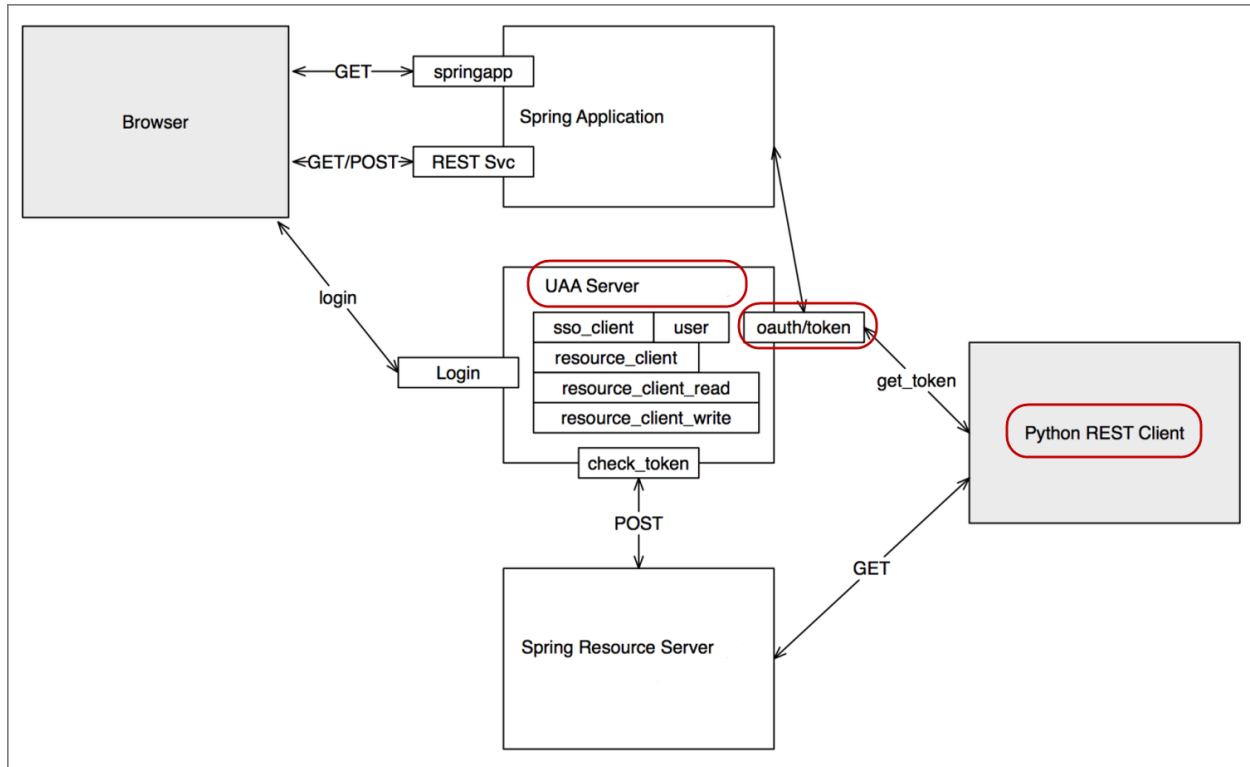 springapp
GET
Browser
Spring Application
GET/POST
REST Svc
UAA Server
login
sso_client
user
oauth/token
resource_client
Login
get_token
resource_client_read
resource_client_write
Python REST Client
check_token
POST
GET
Spring Resource Server